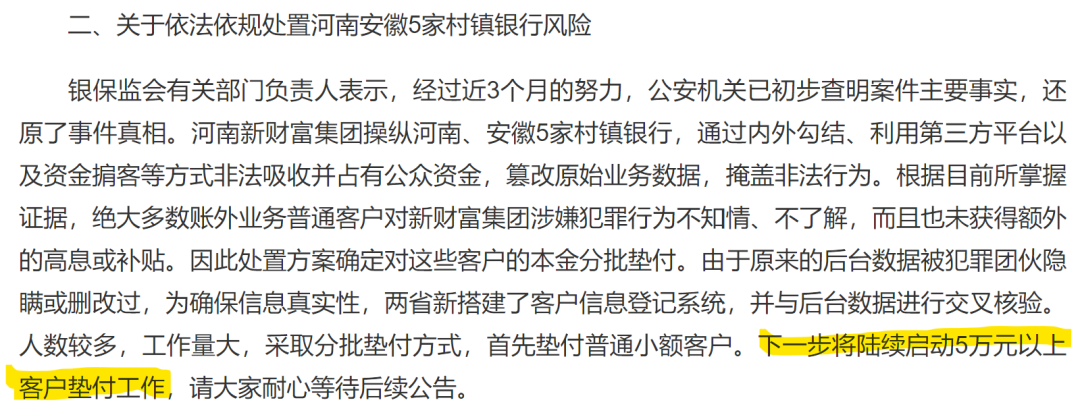 二、关于依法依规处置河南安徽5家村镇银行风险
银保监会有关部门负责人表示，经过近3个月的努力，公安机关已初步查明案件主要事实，还
原了事件真相。河南新财富集团操纵河南、安徽5家村镇银行，通过内外勾结、利用第三方平台以
及资金掮客等方式非法吸收并占有公众资金，篡改原始业务数据，掩盖非法行为。根据目前所掌握
证据，绝大多数账外业务普通客户对新财富集团涉嫌犯罪行为不知情、不了解，而且也未获得额外
的高息或补贴。因此处置方案确定对这些客户的本金分批垫付。由于原来的后台数据被犯罪团伙隐
瞒或删改过，为确保信息真实性，两省新搭建了客户信息登记系统，并与后台数据进行交叉核验。
人数较多，工作量大，采取分批垫付方式，首先垫付普通小额客户。下一步将陆续启动5万元以上
客户垫付工作，请大家耐心等待后续公告。